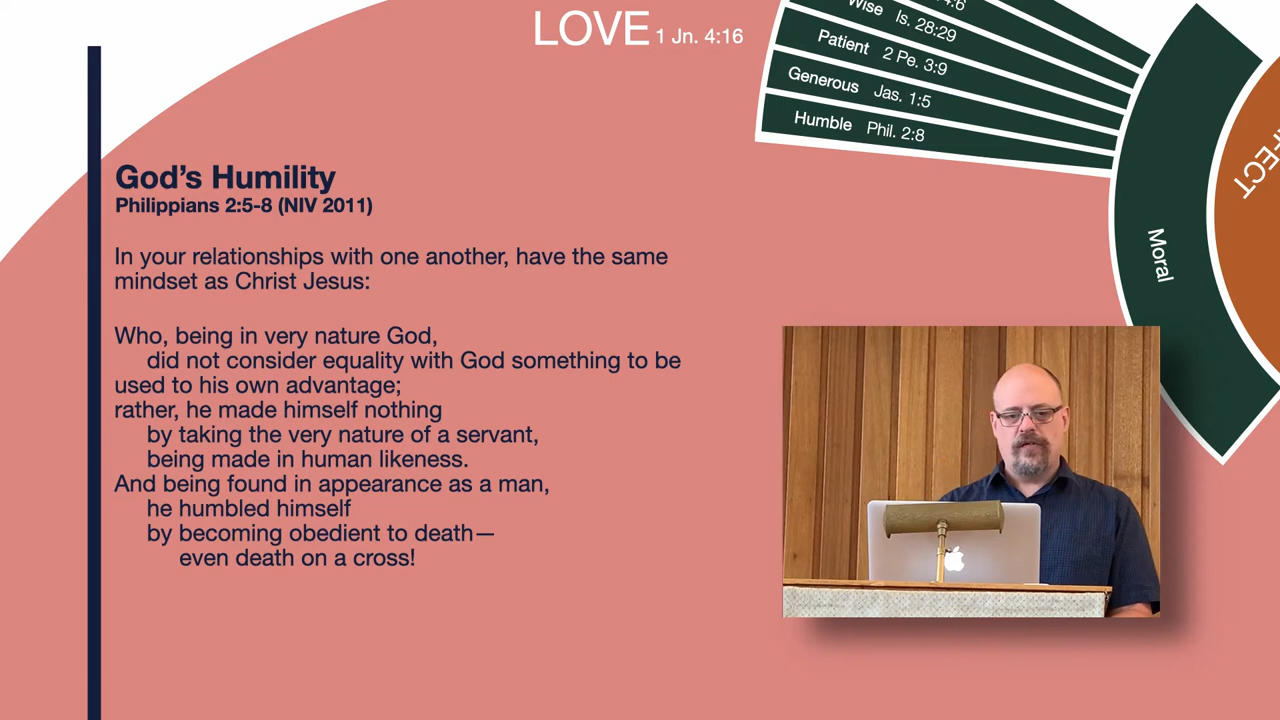 LOVE 1 Jn. 4:16
4:6
Wise Is. 28:29
Patient 2 Pe. 3:9
Generous Jas. 1:5
Humble Phil. 2:8
Moral
God's Humility
Philippians 2:5-8 (NIV 2011)
In your relationships with one another, have the same
mindset as Christ Jesus:
Who, being in very nature God,
did not consider equality with God something to be
used to his own advantage;
rather, he made himself nothing
by taking the very nature of a servant,
being made in human likeness.
And being found in appearance as a man,
he humbled himself
by becoming obedient to death—
even death on a cross!